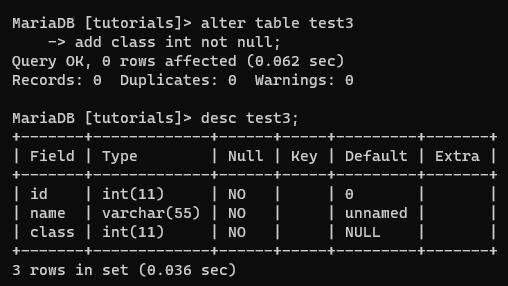 MariaDB [tutorials]> alter table test3
    -> add class int not null;
Query OK, 0 rows affected (0.062 sec)
Records: 0  Duplicates: 0  Warnings: 0

MariaDB [tutorials]> desc test3;
+-------+-------------+------+-----+---------+-------+
| Field | Type        | Null | Key | Default | Extra |
+-------+-------------+------+-----+---------+-------+
| id    | int(11)     | NO   |     | 0       |       |
| name  | varchar(55) | NO   |     | unnamed |       |
| class | int(11)     | NO   |     | NULL    |       |
+-------+-------------+------+-----+---------+-------+
3 rows in set (0.036 sec)